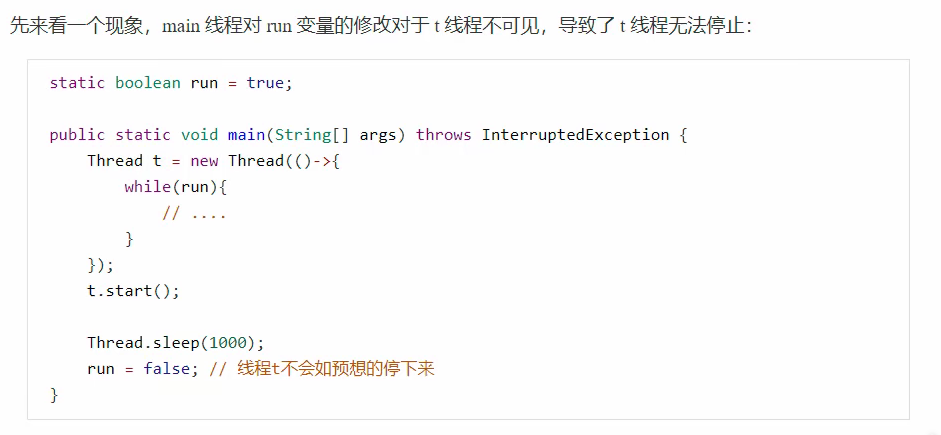 先来看一个现象，main 线程对 run 变量的修改对于 t 线程不可见，导致了 t 线程无法停止：
static boolean run = true;
public static void main(String[] args) throws InterruptedException {
    Thread t = new Thread(()->{
        while(run){
            // ....
        }
    });
    t.start();
    Thread.sleep(1000);
    run = false; // 线程t不会如预想的停下来
}